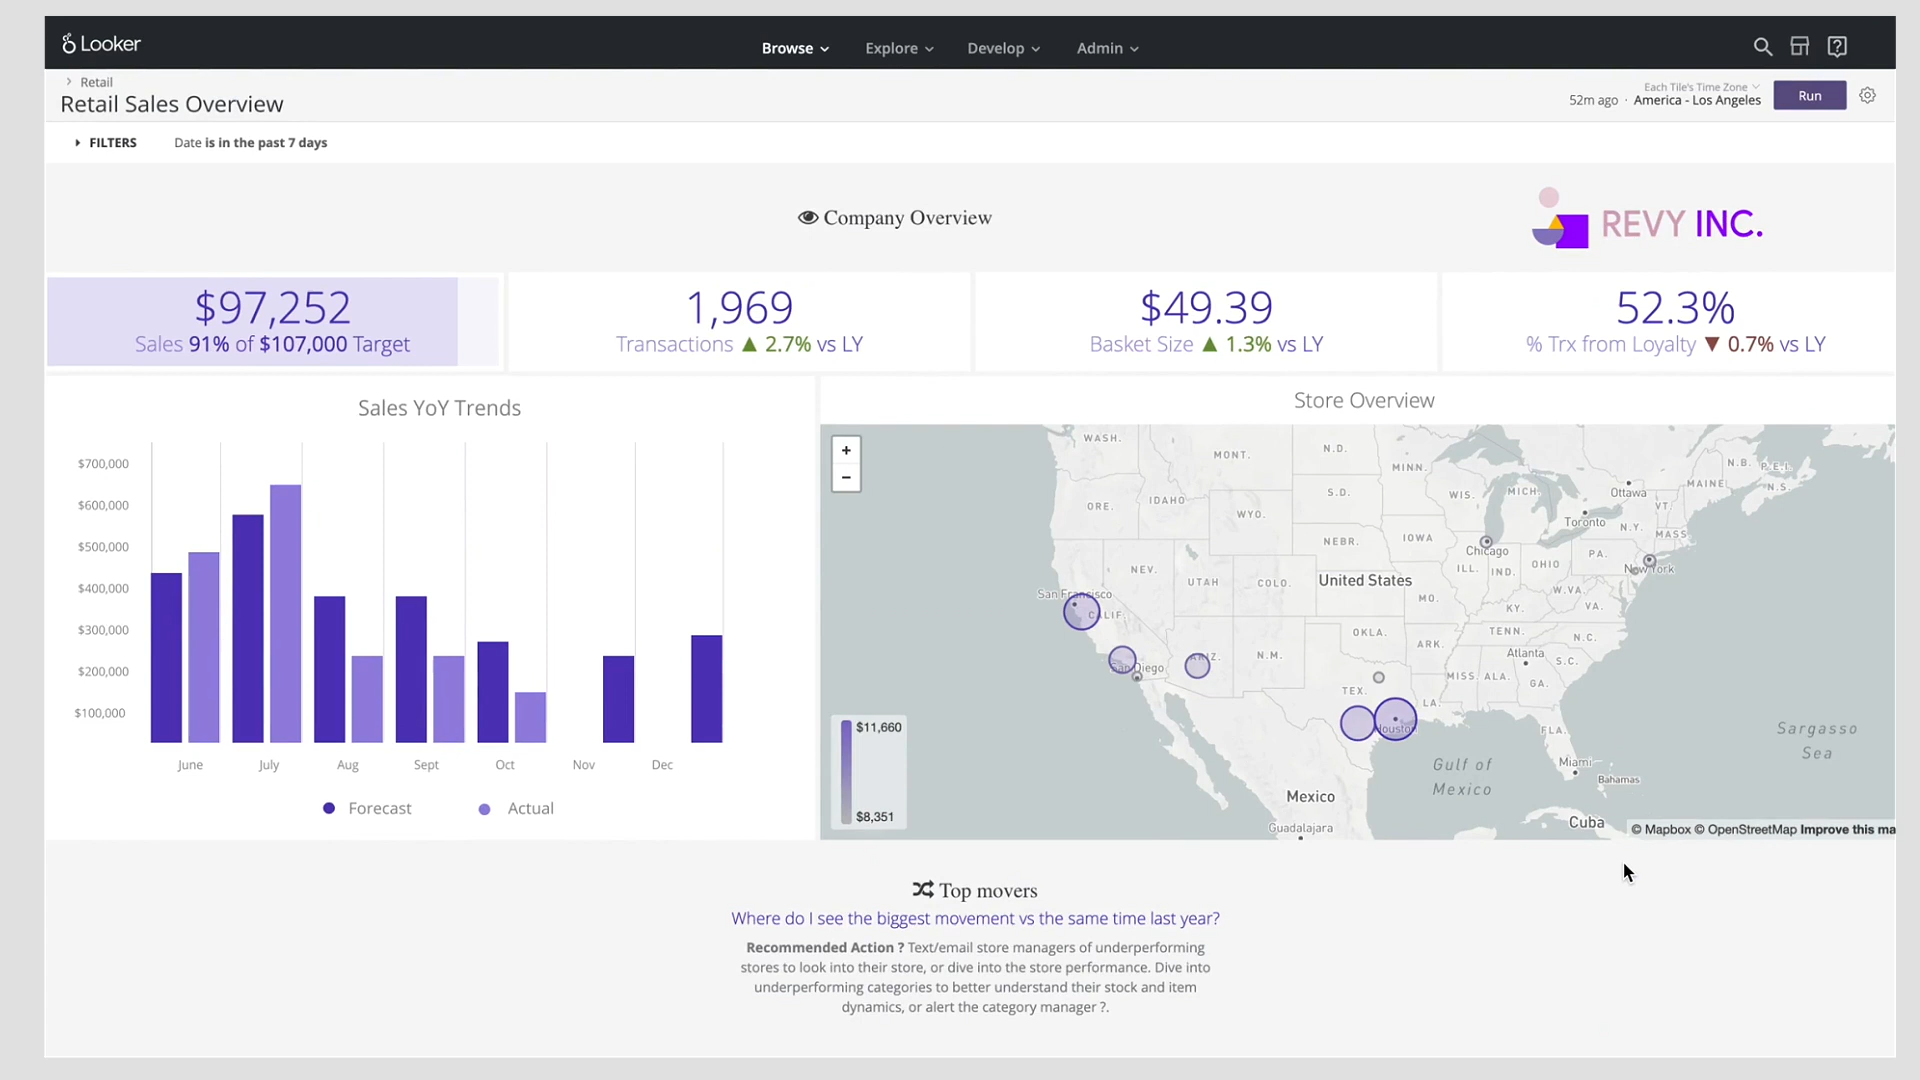 Looker
Browse
Explore
Develop
Admin
Retail
Retail Sales Overview
Each Tile's Time Zone
52m ago · America - Los Angeles
Run
FILTERS
Date is in the past 7 days
Company Overview
REVY INC.
$97,252
Sales 91% of $107,000 Target
1,969
Transactions ▲ 2.7% vs LY
$49.39
Basket Size ▲ 1.3% vs LY
52.3%
% Trx from Loyalty ▼ 0.7% vs LY
Sales YoY Trends
$700,000
$600,000
$500,000
$400,000
$300,000
$200,000
$100,000
June July Aug Sept Oct Nov Dec
Forecast
Actual
Store Overview
+
−
WASH.
MONT.
N.D.
MINN.
ORE.
IDAHO
WYO.
S.D.
WIS.
MICH.
Ottawa
Toronto
N.B.
P.E.I.
MAINE
N.S.
VT.
N.Y.
MASS
NEV.
UTAH
COLO.
NEBR.
IOWA
Chicago
ILL.
IND.
OHIO
PA.
New York
United States
San Francisco
CALIF.
MO.
KY.
W.VA.
VA.
San Diego
ARIZ.
N.M.
OKLA.
ARK.
TENN.
N.C.
Atlanta
S.C.
MISS.
ALA.
GA.
TEX.
LA.
Houston
FLA.
Miami
Bahamas
Gulf of
Mexico
Sargasso
Sea
Mexico
Guadalajara
Cuba
$11,660
$8,351
© Mapbox © OpenStreetMap Improve this ma
Top movers
Where do I see the biggest movement vs the same time last year?
Recommended Action ? Text/email store managers of underperforming
stores to look into their store, or dive into the store performance. Dive into
underperforming categories to better understand their stock and item
dynamics, or alert the category manager ?.